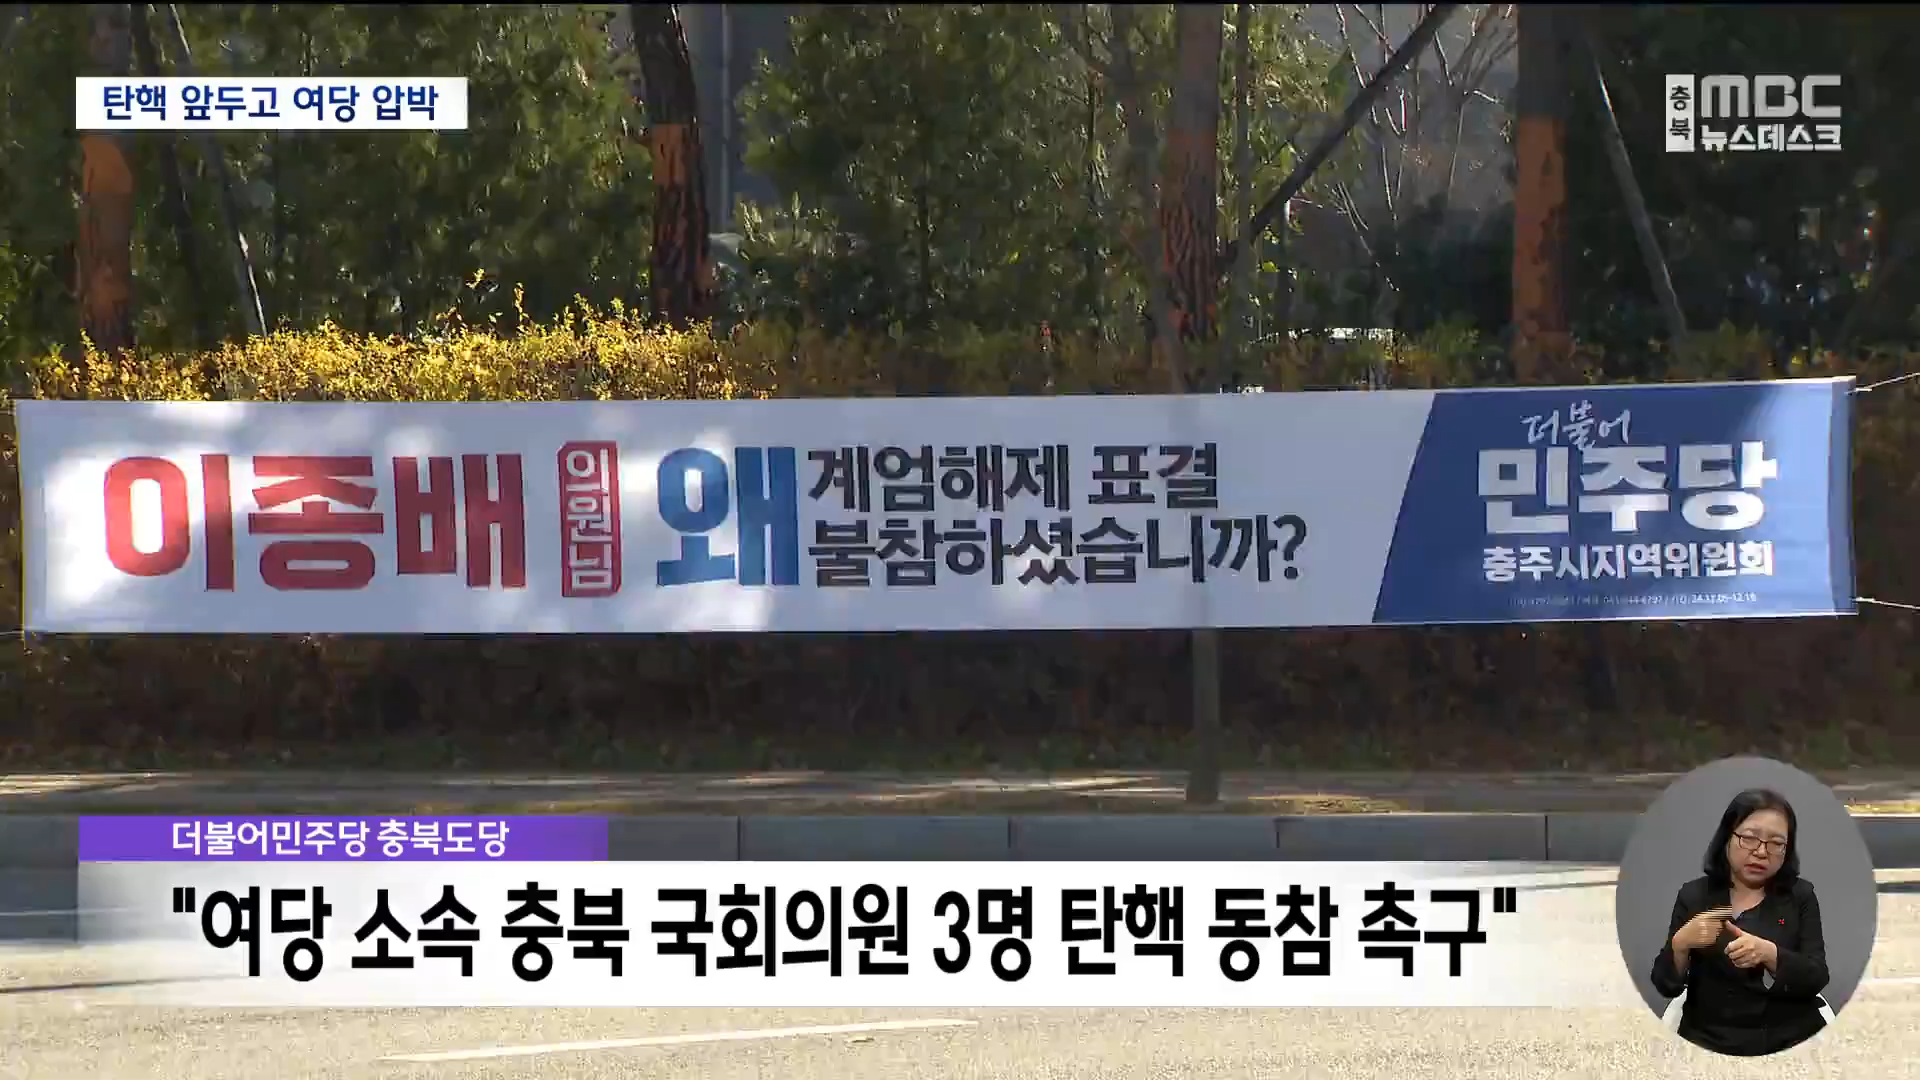 탄핵 앞두고 여당 압박
충북 MBC
뉴스데스크
이종배 의원님 왜 계엄해제 표결
불참하셨습니까?
더불어
민주당
충주시지역위원회
더불어민주당 충북도당
"여당 소속 충북 국회의원 3명 탄핵 동참 촉구"